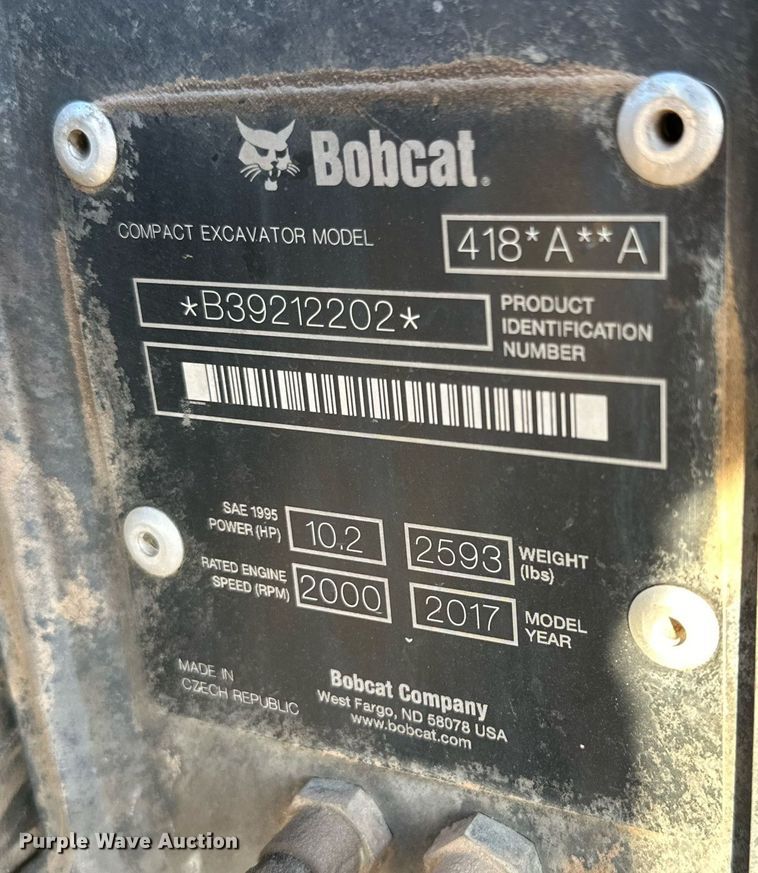 Bobcat.
COMPACT EXCAVATOR MODEL 418*A**A
*B39212202* PRODUCT
IDENTIFICATION
NUMBER
SAE 1995
POWER (HP) 10.2 2593 WEIGHT
(lbs)
RATED ENGINE
SPEED (RPM) 2000 2017 MODEL
YEAR
MADE IN
CZECH REPUBLIC
Bobcat Company
West Fargo, ND 58078 USA
www.bobcat.com
Purple Wave Auction